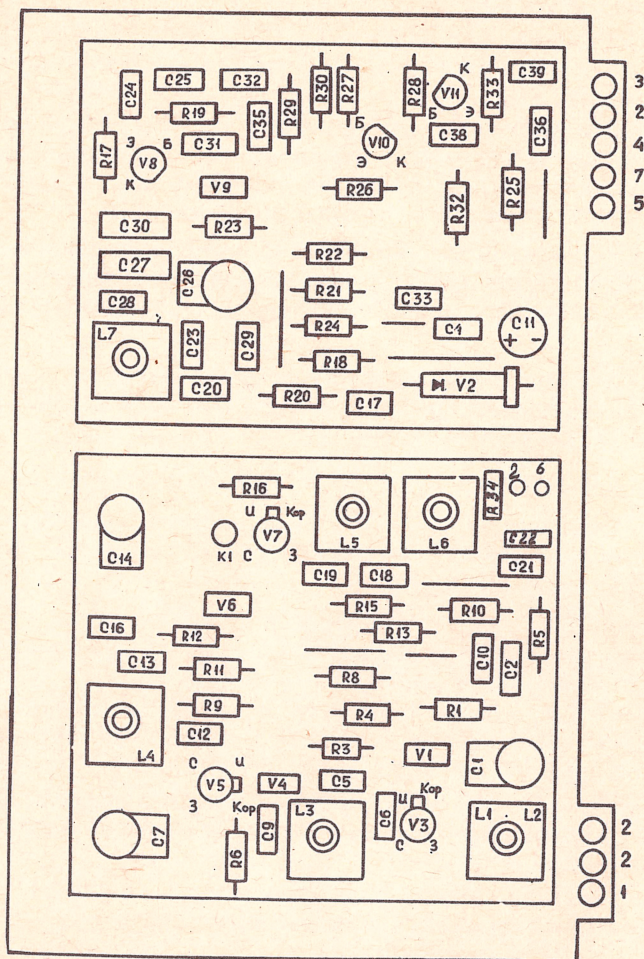 C24 C25 C32 R30 R27 R28 К V11 R33 C39 3
R19 C35 R29 Б Э 2
R17 Э Б C31 Б V10 C38 C36 4
V8 Э К 7
К V9 R26 R32 R25 5
C30 R23
C27 R22
C26 R21 C33
C28 R24 C4 C11
+ -
L7 C23 C29 R18
C20 R20 C17 V2
R16 2 6
R34
И Кор
C14 К1 V7 L5 L6 C22
С З
C19 C18 C21
V6 R15 R10
C16 R12 R13 R5
C13 R11 C10 C2
R8
R9 R4 R1
C12
L4 R3 V1 C1
С И
V5 V4 C5
З Кор L3 И Кор L1 L2
C7 C9 C6 V3 2
R6 С З 2
1